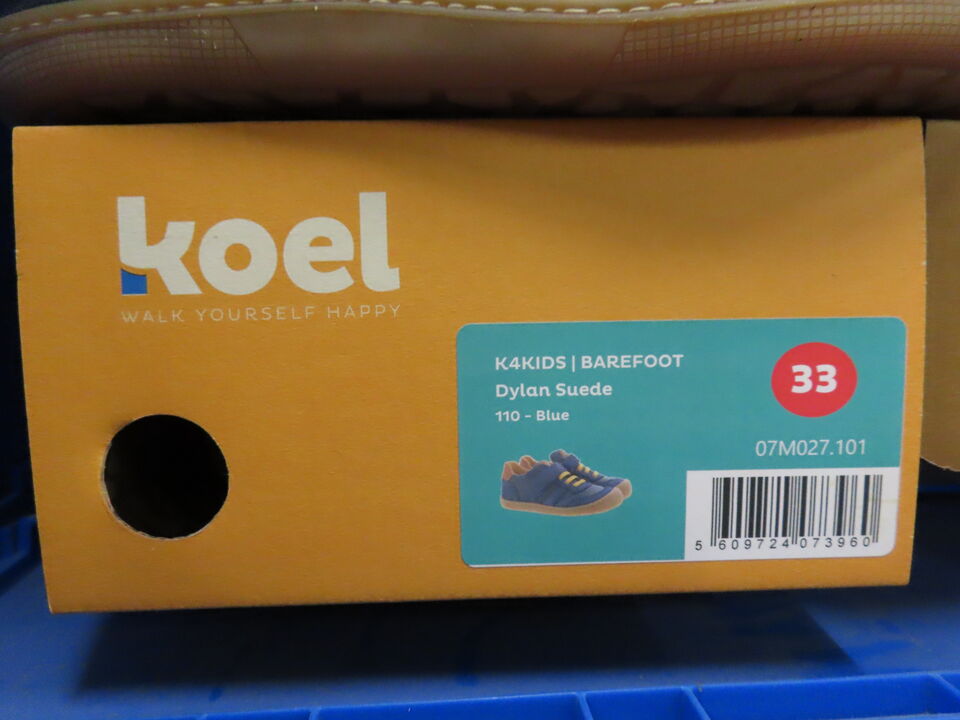 koel
WALK YOURSELF HAPPY
K4KIDS | BAREFOOT
Dylan Suede
110 - Blue
33
07M027.101
5 609724 073960